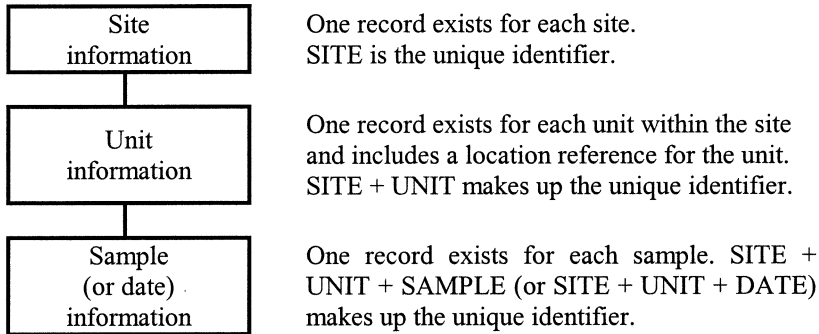 Site
information
One record exists for each site.
SITE is the unique identifier.
Unit
information
One record exists for each unit within the site
and includes a location reference for the unit.
SITE + UNIT makes up the unique identifier.
Sample
(or date)
information
One record exists for each sample. SITE +
UNIT + SAMPLE (or SITE + UNIT + DATE)
makes up the unique identifier.